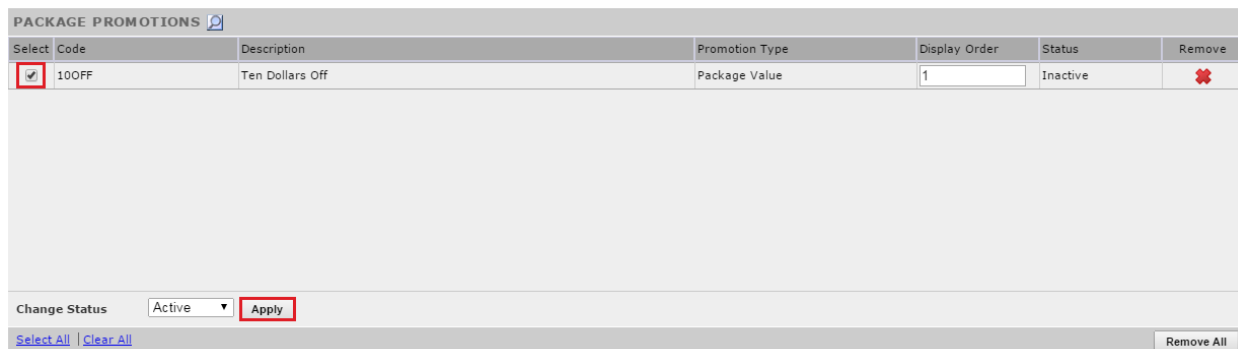 PACKAGE PROMOTIONS
Select Code Description Promotion Type Display Order Status Remove
10OFF Ten Dollars Off Package Value 1 Inactive
Change Status Active Apply
Select All | Clear All Remove All